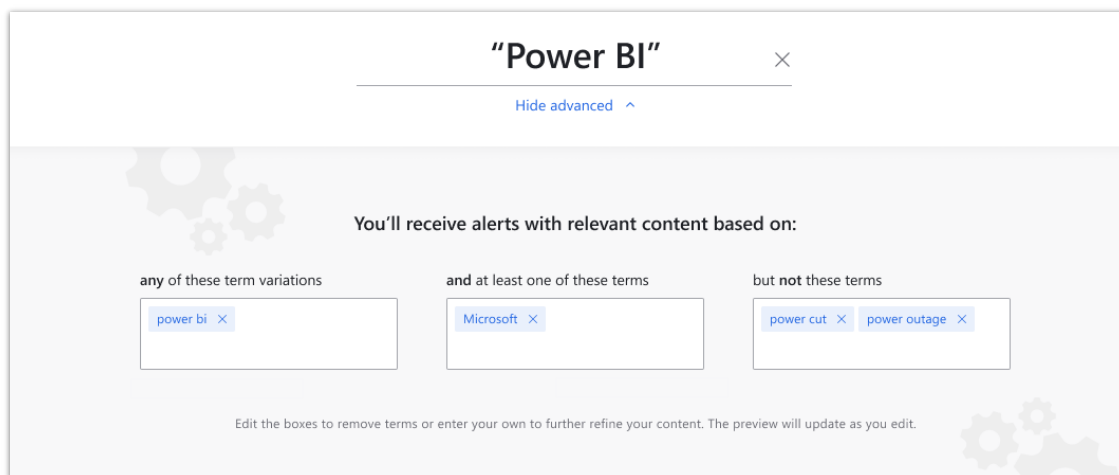 “Power BI”
Hide advanced
You’ll receive alerts with relevant content based on:
any of these term variations
power bi
and at least one of these terms
Microsoft
but not these terms
power cut power outage
Edit the boxes to remove terms or enter your own to further refine your content. The preview will update as you edit.